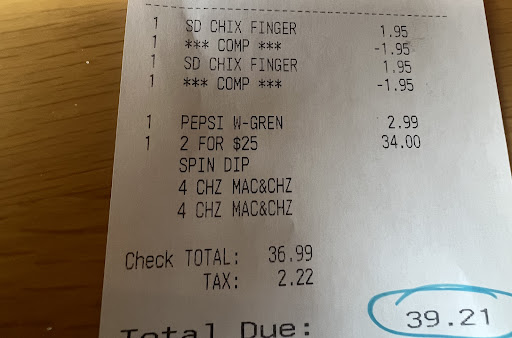 1 SD CHIX FINGER 1.95
1 *** COMP *** -1.95
1 SD CHIX FINGER 1.95
1 *** COMP *** -1.95
1 PEPSI W-GREN 2.99
1 2 FOR $25 34.00
SPIN DIP
4 CHZ MAC&CHZ
4 CHZ MAC&CHZ
Check TOTAL: 36.99
TAX: 2.22
Total Due: 39.21